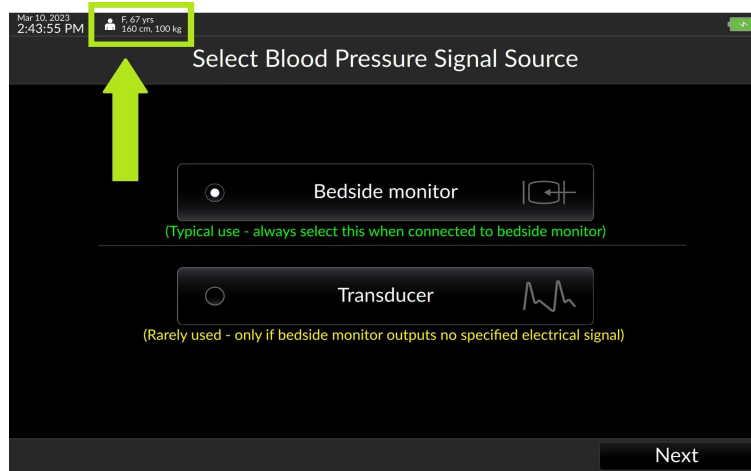 Mar 10, 2023
2:43:55 PM
F, 67 yrs
160 cm, 100 kg
Select Blood Pressure Signal Source
Bedside monitor
(Typical use - always select this when connected to bedside monitor)
Transducer
(Rarely used - only if bedside monitor outputs no specified electrical signal)
Next